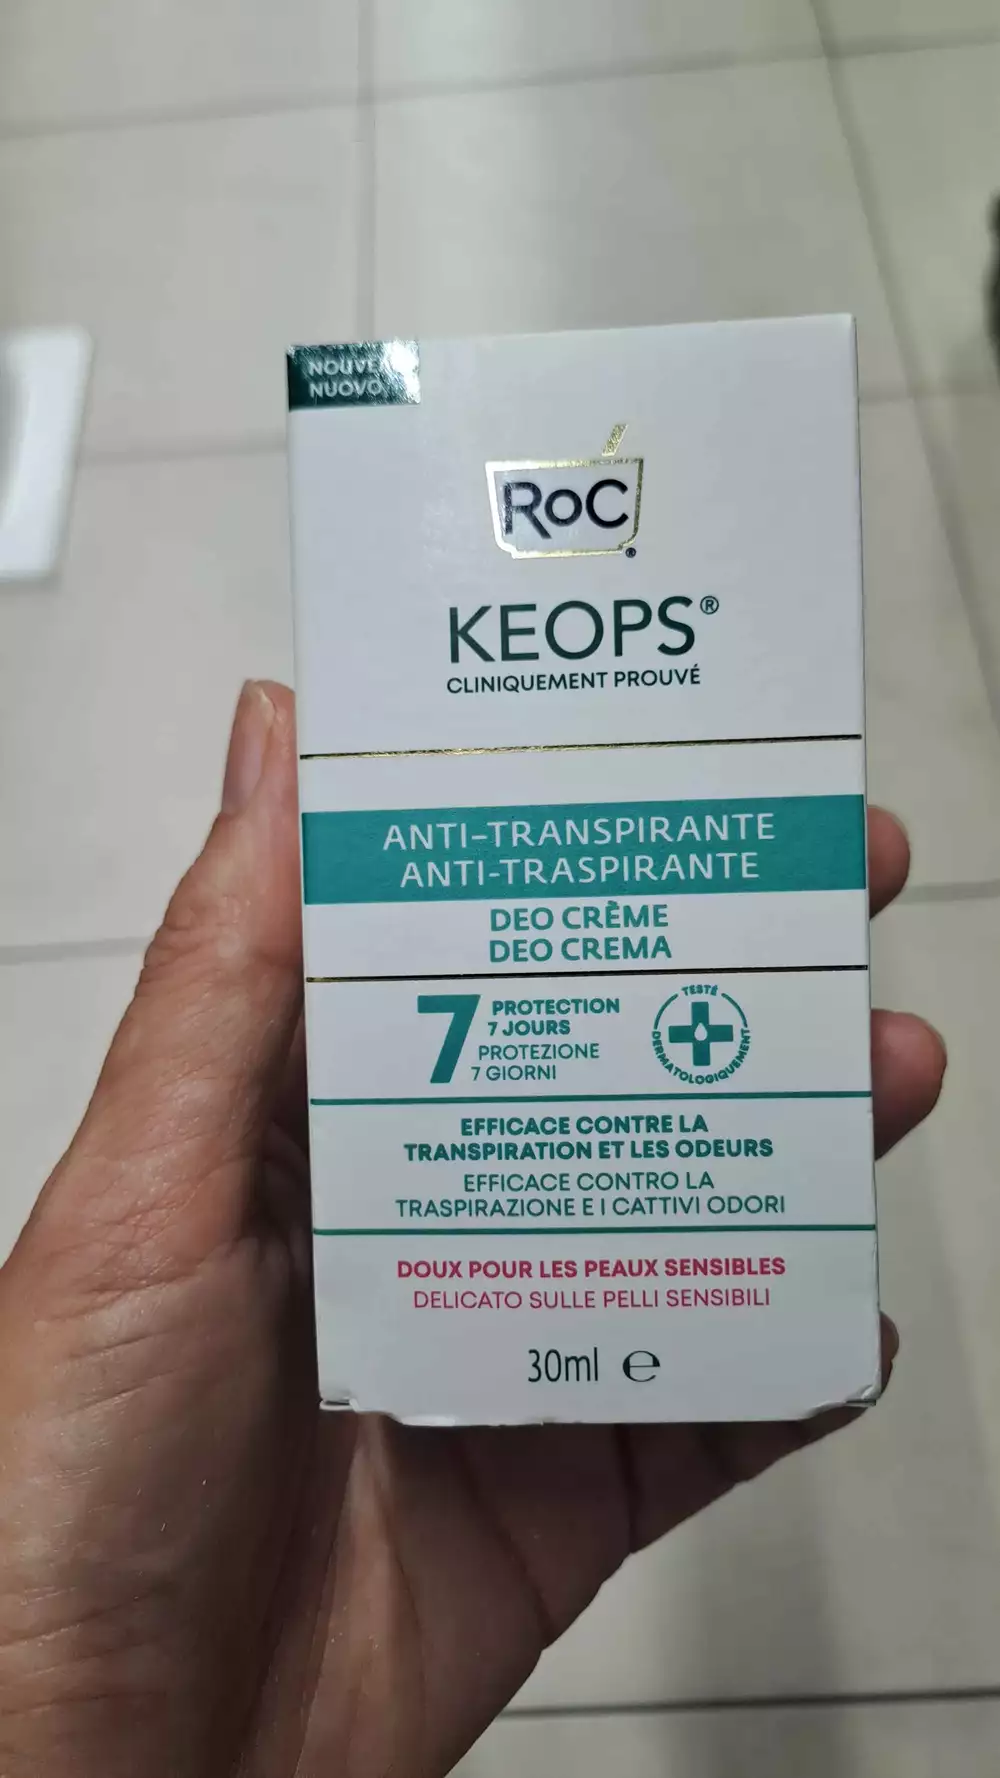 NUOVO
RoC
®
KEOPS®
CLINIQUEMENT PROUVÉ
ANTI-TRANSPIRANTE
ANTI-TRASPIRANTE
DEO CRÈME
DEO CREMA
7
PROTECTION
7 JOURS
PROTEZIONE
7 GIORNI
TESTÉ
DERMATOLOGIQUEMENT
EFFICACE CONTRE LA
TRANSPIRATION ET LES ODEURS
EFFICACE CONTRO LA
TRASPIRAZIONE E I CATTIVI ODORI
DOUX POUR LES PEAUX SENSIBLES
DELICATO SULLE PELLI SENSIBILI
30ml ℮